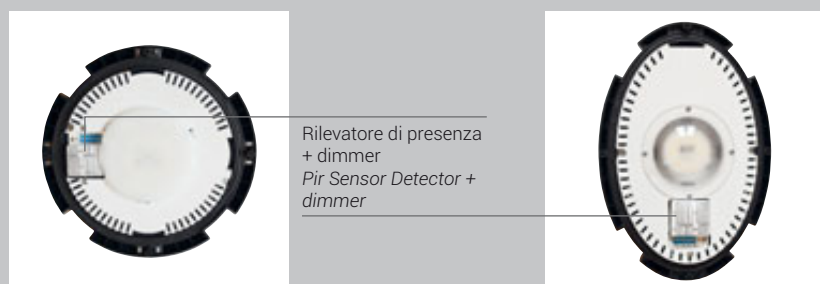 Rilevatore di presenza
+ dimmer
Pir Sensor Detector +
dimmer